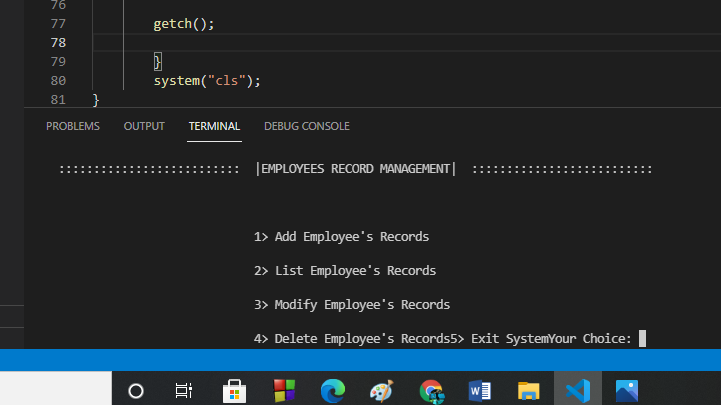 76
77 getch();
78
79 }
80 system("cls");
81 }
PROBLEMS OUTPUT TERMINAL DEBUG CONSOLE
:::::::::::::::::::::::::: |EMPLOYEES RECORD MANAGEMENT| ::::::::::::::::::::::::::
1> Add Employee's Records
2> List Employee's Records
3> Modify Employee's Records
4> Delete Employee's Records5> Exit SystemYour Choice: